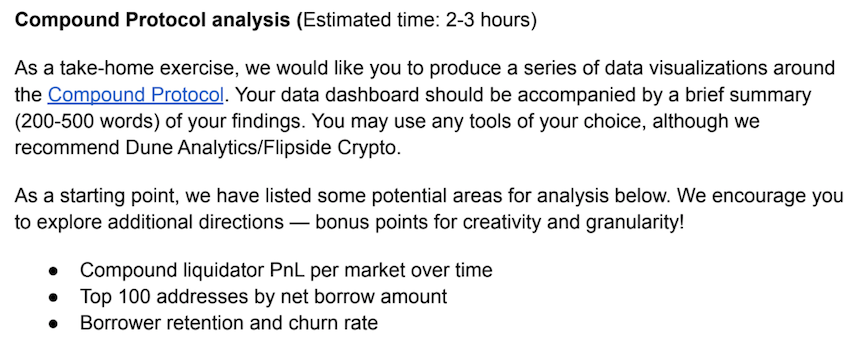 Compound Protocol analysis (Estimated time: 2-3 hours)
As a take-home exercise, we would like you to produce a series of data visualizations around
the Compound Protocol. Your data dashboard should be accompanied by a brief summary
(200-500 words) of your findings. You may use any tools of your choice, although we
recommend Dune Analytics/Flipside Crypto.
As a starting point, we have listed some potential areas for analysis below. We encourage you
to explore additional directions — bonus points for creativity and granularity!
● Compound liquidator PnL per market over time
● Top 100 addresses by net borrow amount
● Borrower retention and churn rate